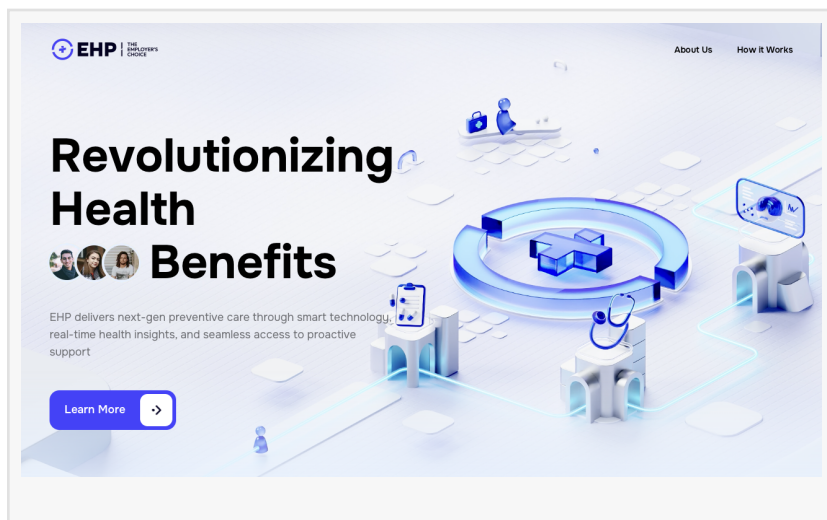 EHP
THE
EMPLOYER'S
CHOICE
About Us
How it Works
Revolutionizing
Health
Benefits
EHP delivers next-gen preventive care through smart technology,
real-time health insights, and seamless access to proactive
support
Learn More